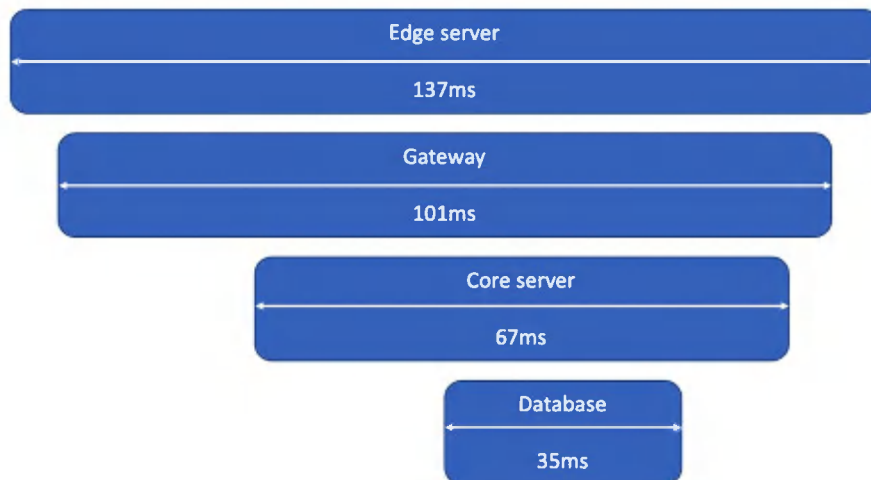 Edge server
137ms
Gateway
101ms
Core server
67ms
Database
35ms